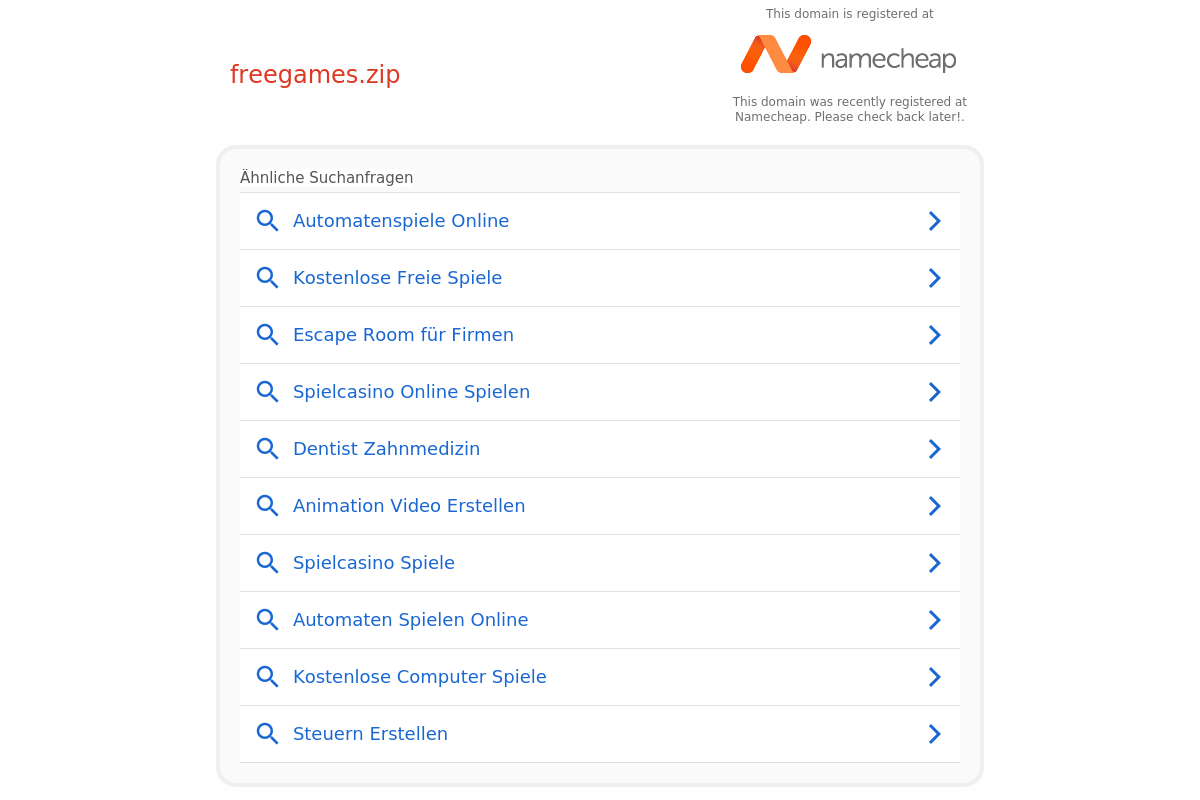 This domain is registered at
namecheap
freegames.zip
This domain was recently registered at
Namecheap. Please check back later!.
Ähnliche Suchanfragen
Automatenspiele Online
Kostenlose Freie Spiele
Escape Room für Firmen
Spielcasino Online Spielen
Dentist Zahnmedizin
Animation Video Erstellen
Spielcasino Spiele
Automaten Spielen Online
Kostenlose Computer Spiele
Steuern Erstellen